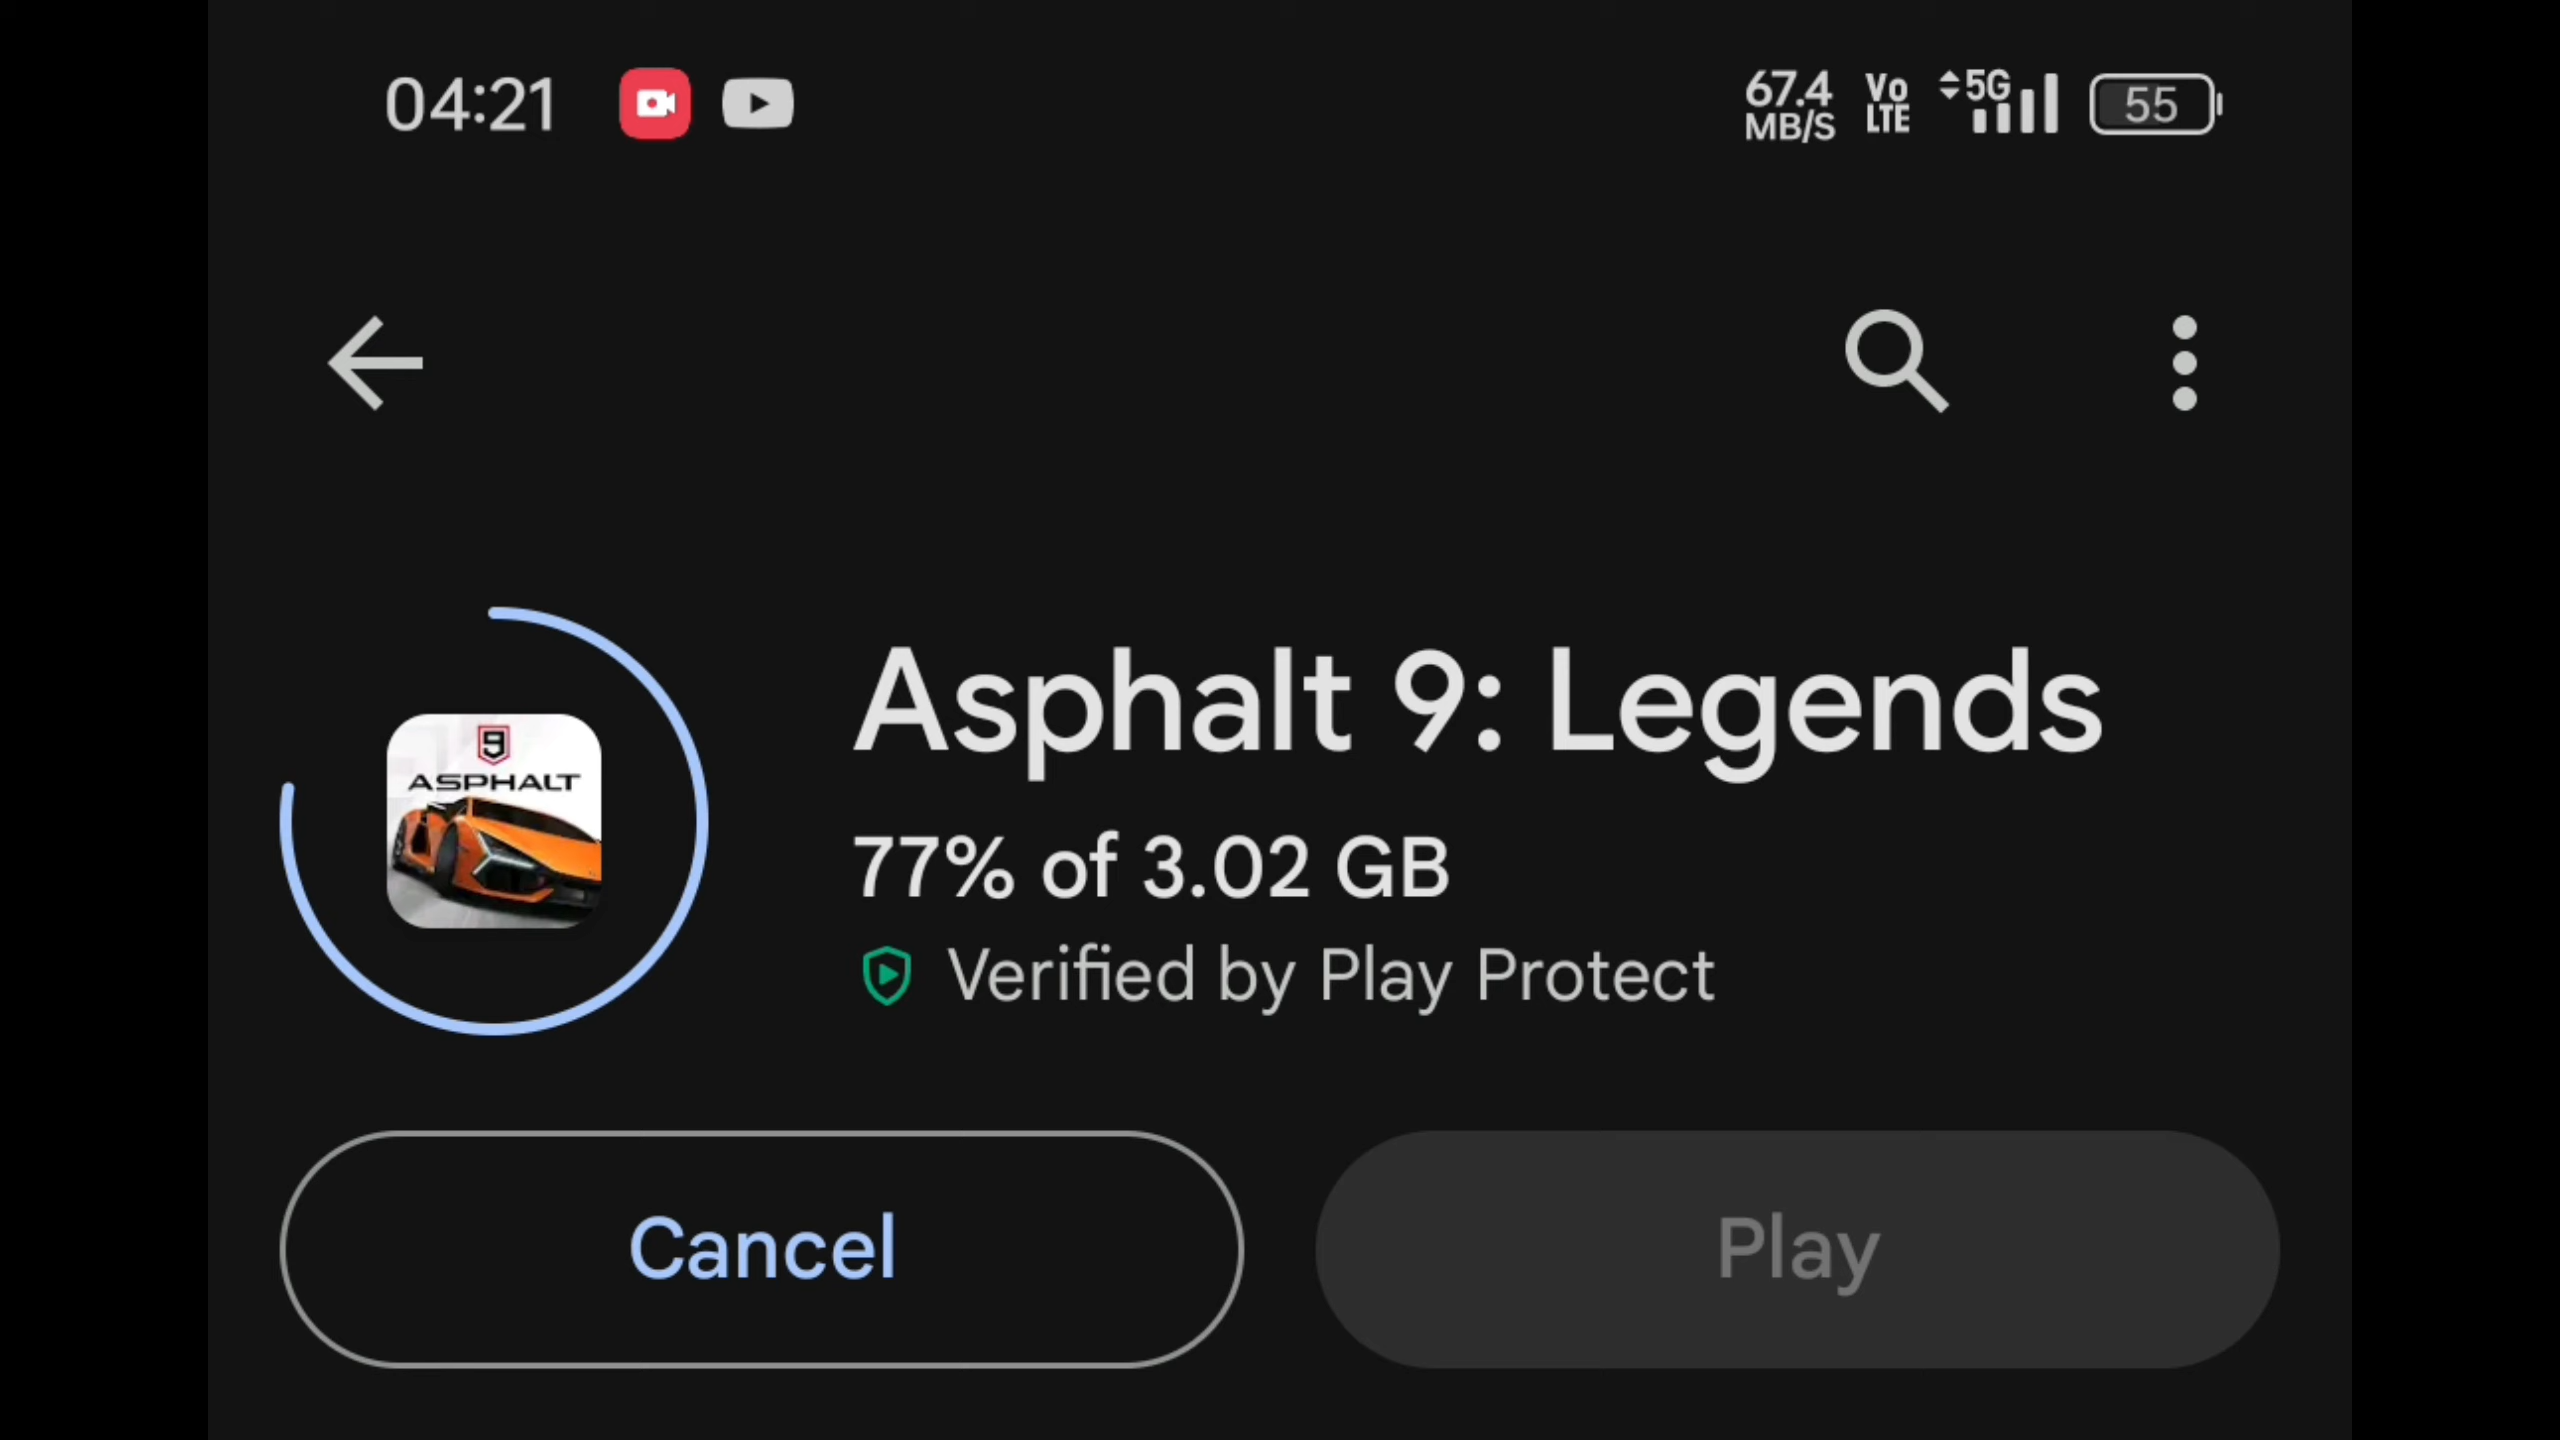 04:21
67.4
MB/S
Vo
LTE
5G
55
9
ASPHALT
Asphalt 9: Legends
77% of 3.02 GB
Verified by Play Protect
Cancel
Play